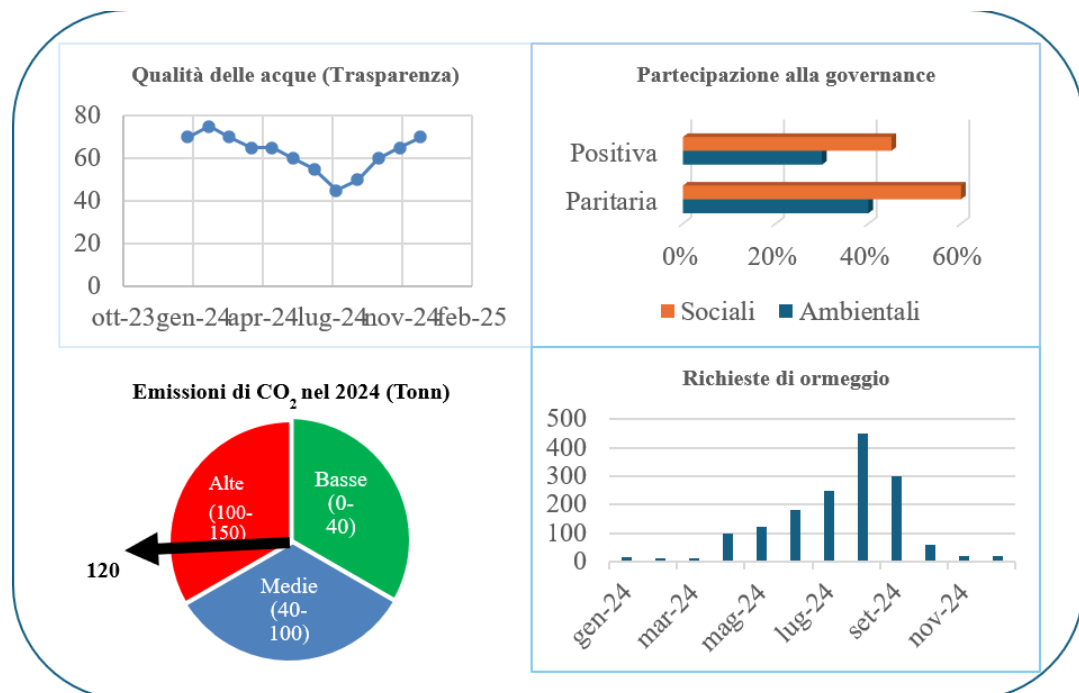 Qualità delle acque (Trasparenza)
80
60
40
20
0
ott-23 gen-24 apr-24 lug-24 nov-24 feb-25
Partecipazione alla governance
Positiva
Paritaria
0% 20% 40% 60%
Sociali Ambientali
Emissioni di CO2 nel 2024 (Tonn)
Alte
(100-
150)
Basse
(0-
40)
Medie
(40-
100)
120
Richieste di ormeggio
500
400
300
200
100
0
gen-24 mar-24 mag-24 lug-24 set-24 nov-24